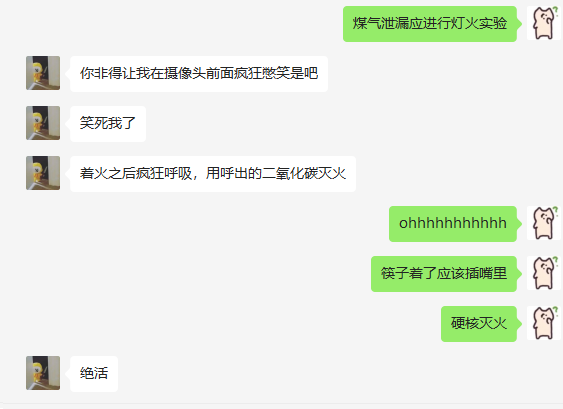 煤气泄漏应进行灯火实验
你非得让我在摄像头前面疯狂憋笑是吧
笑死我了
着火之后疯狂呼吸，用呼出的二氧化碳灭火
ohhhhhhhhhhh
筷子着了应该插嘴里
硬核灭火
绝活